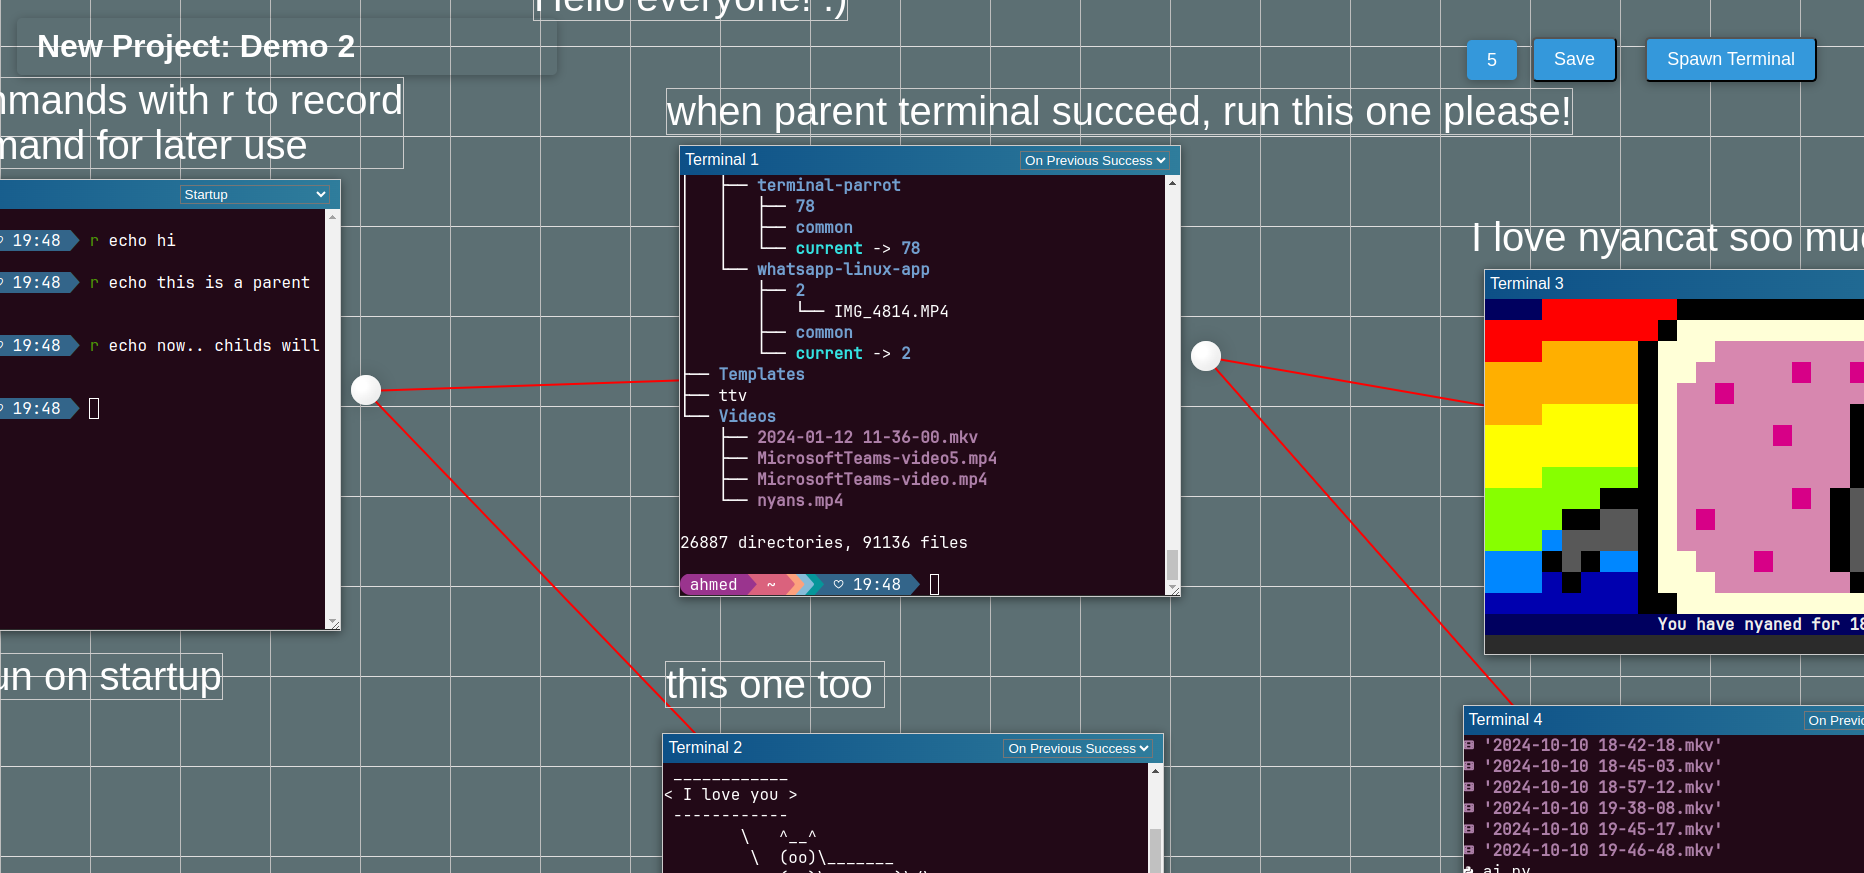 Hello everyone! :)
New Project: Demo 2
5
Save
Spawn Terminal
with r to record
for later use
when parent terminal succeed, run this one please!
Startup
19:48 r echo hi
19:48 r echo this is a parent
19:48 r echo now.. childs will
19:48
on startup
Terminal 1
On Previous Success
├── terminal-parrot
├── 78
├── common
└── current -> 78
└── whatsapp-linux-app
├── 2
└── IMG_4814.MP4
├── common
└── current -> 2
├── Templates
├── ttv
└── Videos
├── 2024-01-12 11-36-00.mkv
├── MicrosoftTeams-video5.mp4
├── MicrosoftTeams-video.mp4
└── nyans.mp4
26887 directories, 91136 files
ahmed ~ ♡ 19:48
this one too
Terminal 2
On Previous Success
____________
< I love you >
------------
\   ^__^
\  (oo)\_______
I love nyancat soo
Terminal 3
You have nyaned for
Terminal 4
On
'2024-10-10 18-42-18.mkv'
'2024-10-10 18-45-03.mkv'
'2024-10-10 18-57-12.mkv'
'2024-10-10 19-38-08.mkv'
'2024-10-10 19-45-17.mkv'
'2024-10-10 19-46-48.mkv'
ai.py